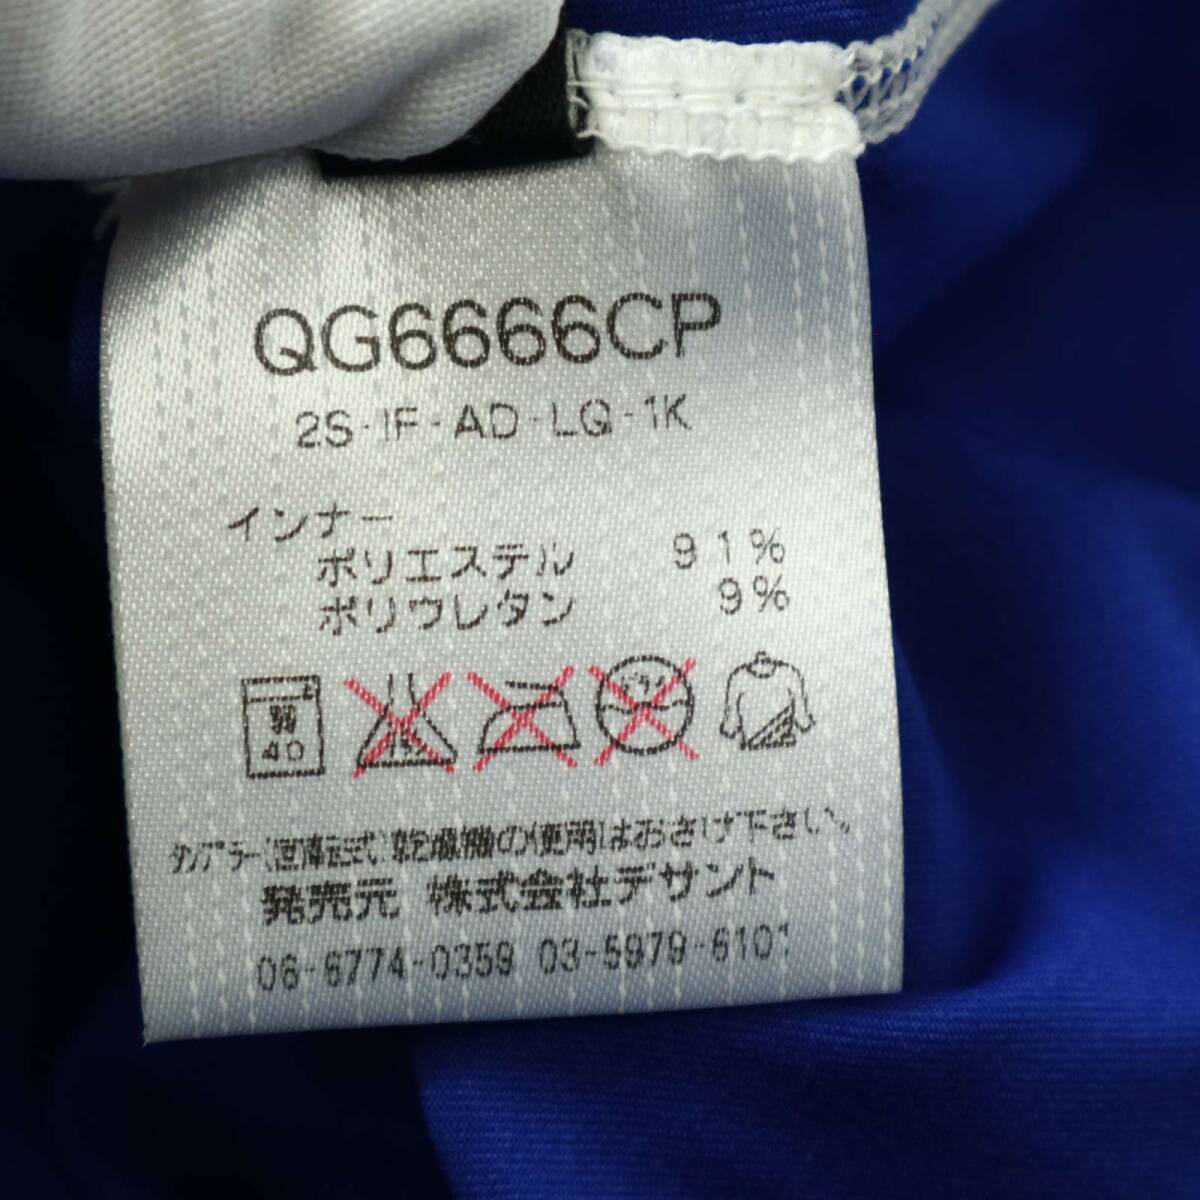 QG6666CP
2S-IF-AD-LQ-1K
インナー
ポリエステル 91%
ポリウレタン 9%
弱
40
タンブラー(回転式)乾燥機の使用はおさけ下さい。
発売元 株式会社デサント
06-6774-0359 03-5979-6101